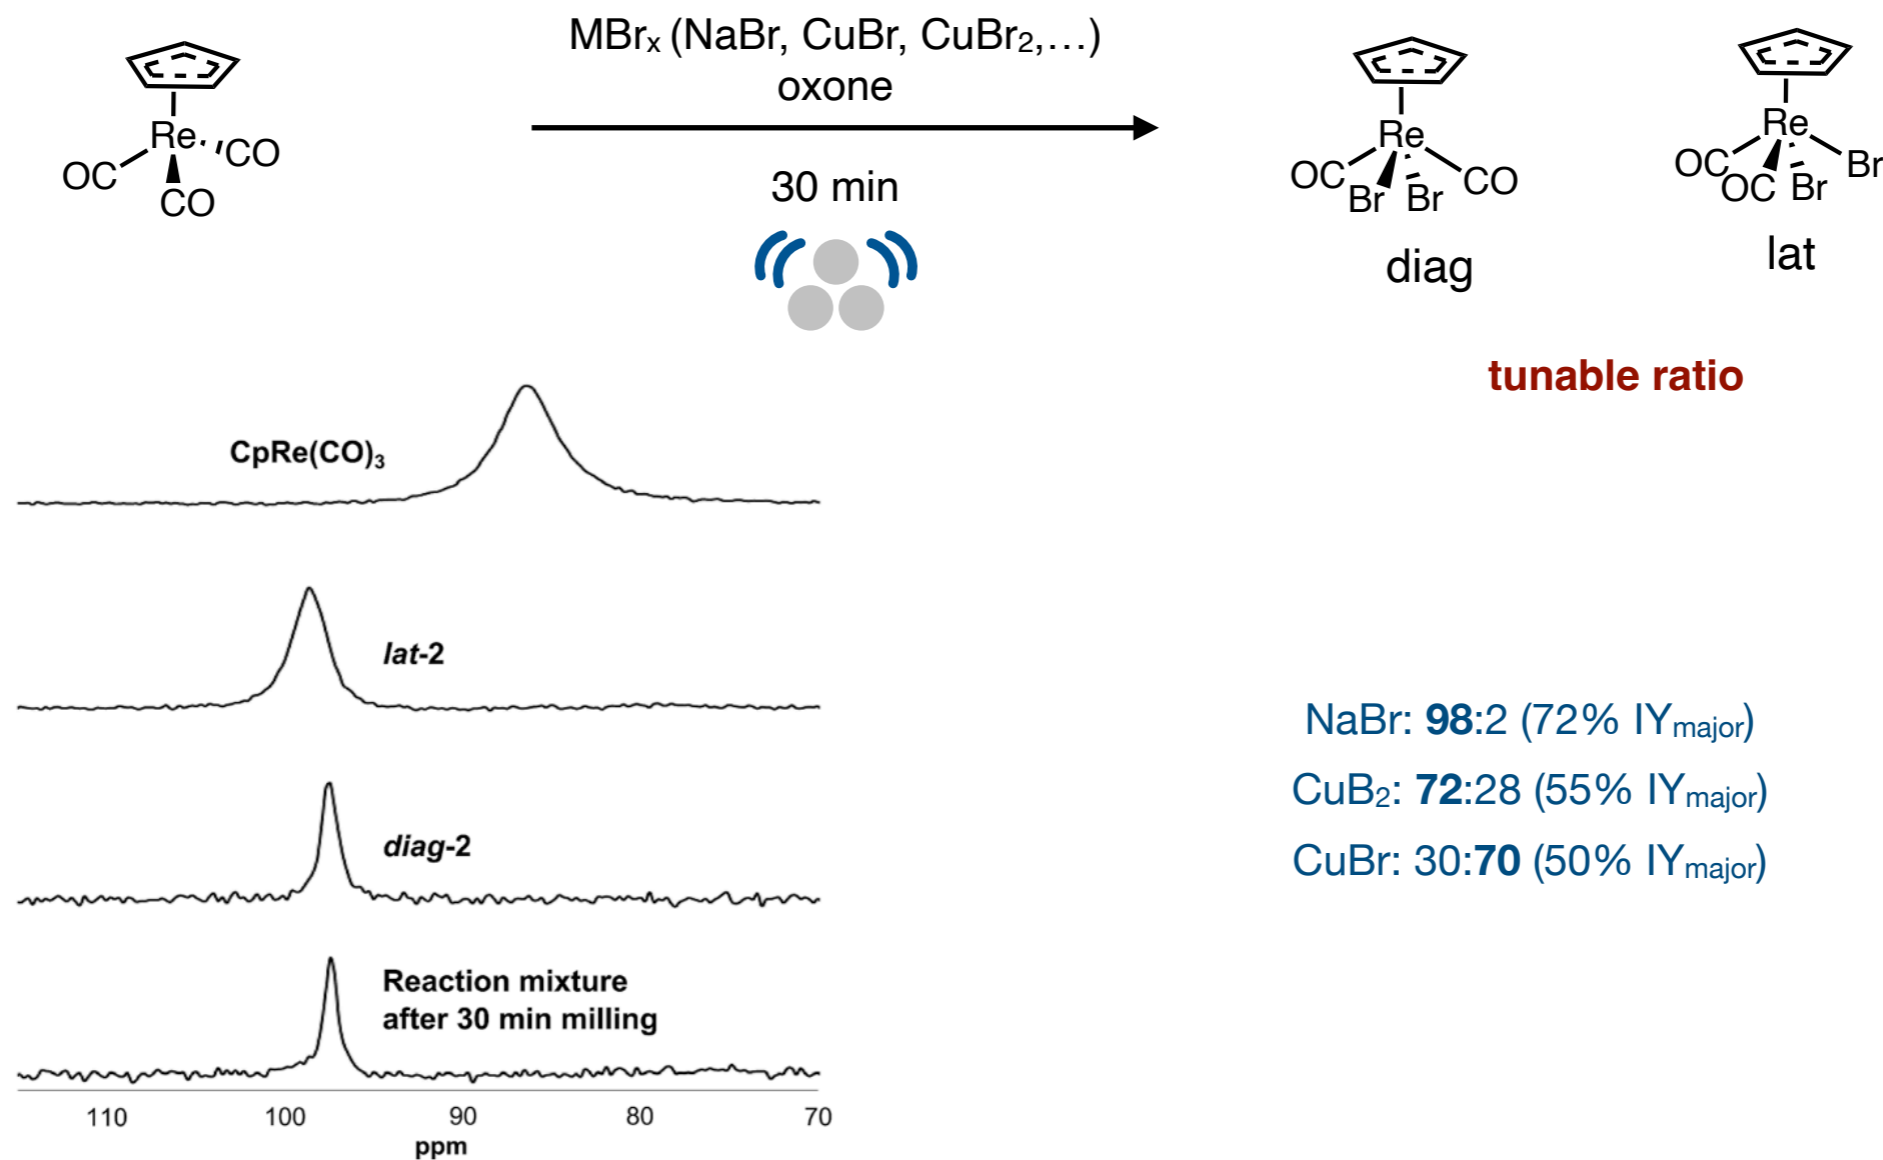 MBrₓ (NaBr, CuBr, CuBr₂,…)
oxone
30 min
Re
OC
CO
CO
Re
OC
Br
Br
CO
diag
Re
OC
OC
Br
Br
lat
tunable ratio
CpRe(CO)₃
lat-2
diag-2
Reaction mixture
after 30 min milling
110 100 90 80 70
ppm
NaBr: 98:2 (72% IYmajor)
CuB₂: 72:28 (55% IYmajor)
CuBr: 30:70 (50% IYmajor)